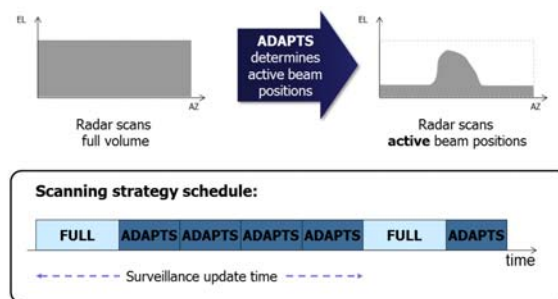 EL
AZ
Radar scans
full volume
ADAPTS
determines
active beam
positions
EL
AZ
Radar scans
active beam positions
Scanning strategy schedule:
FULL ADAPTS ADAPTS ADAPTS ADAPTS FULL ADAPTS
time
Surveillance update time